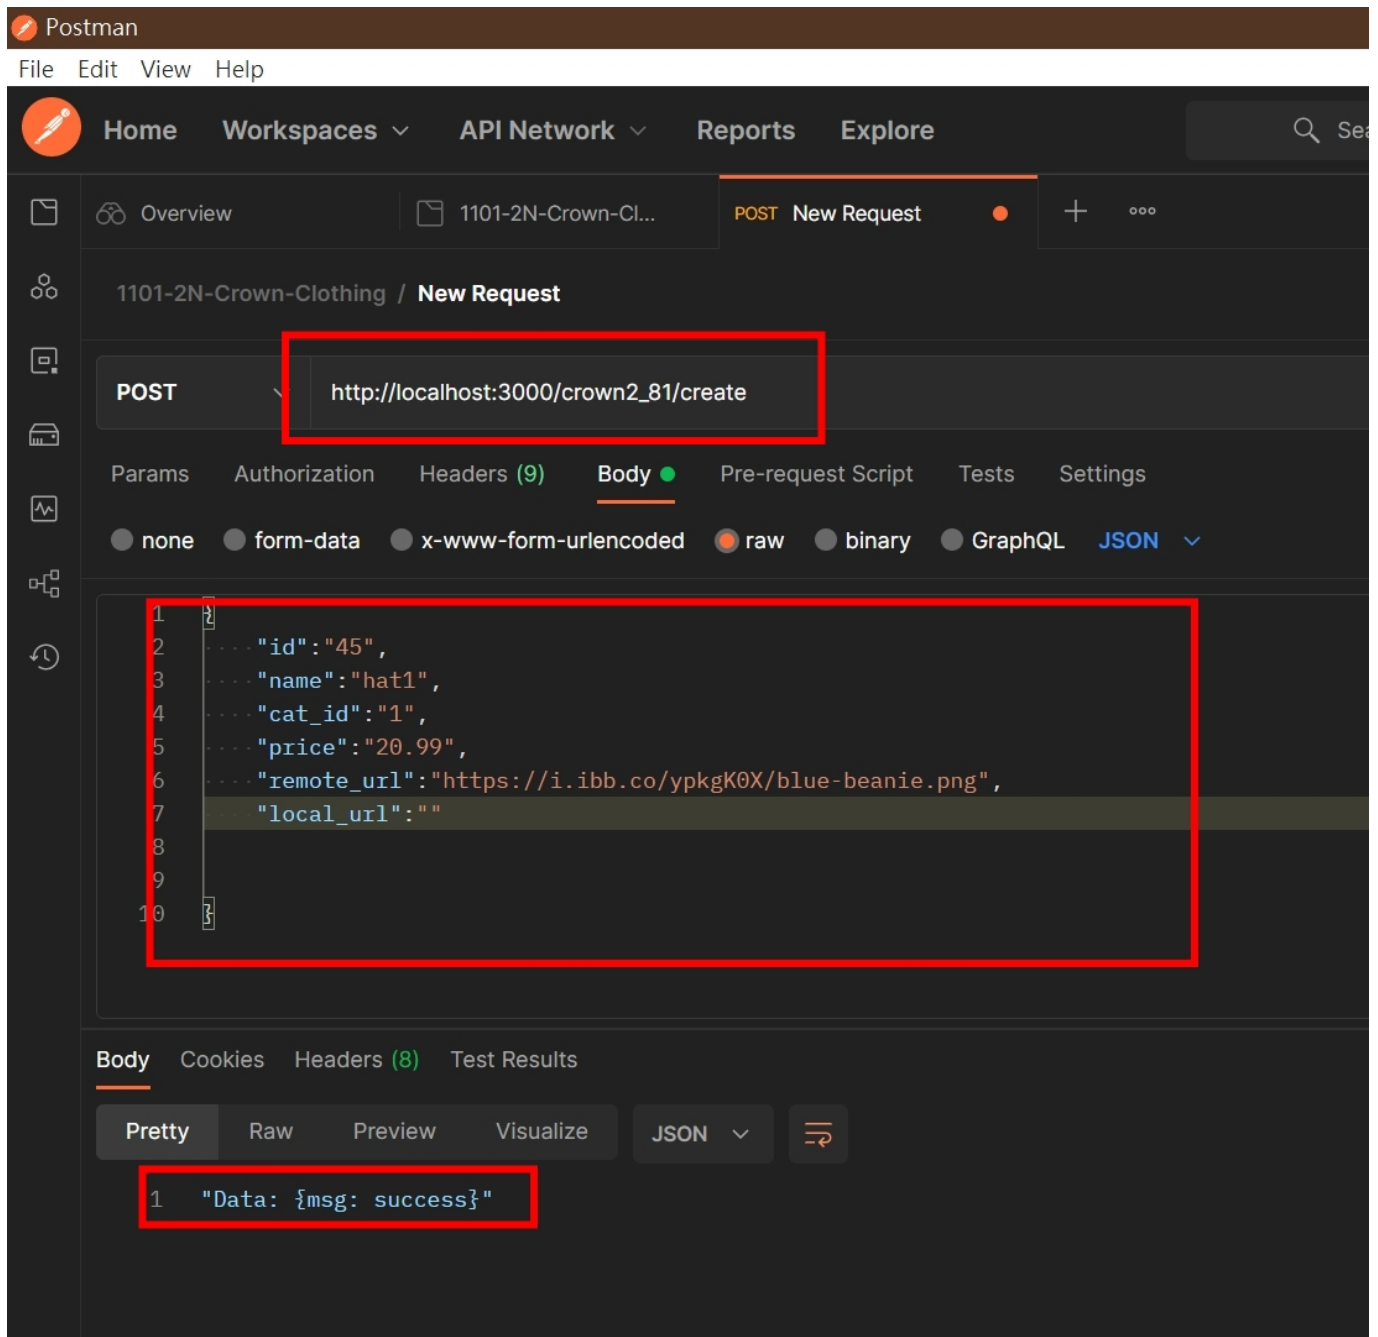 Postman
File Edit View Help
Home Workspaces API Network Reports Explore
Overview 1101-2N-Crown-Cl... POST New Request
1101-2N-Crown-Clothing / New Request
POST http://localhost:3000/crown2_81/create
Params Authorization Headers (9) Body Pre-request Script Tests Settings
none form-data x-www-form-urlencoded raw binary GraphQL JSON
1 {
2 "id":"45",
3 "name":"hat1",
4 "cat_id":"1",
5 "price":"20.99",
6 "remote_url":"https://i.ibb.co/ypkgK0X/blue-beanie.png",
7 "local_url":""
8
9
10 }
Body Cookies Headers (8) Test Results
Pretty Raw Preview Visualize JSON
1 "Data: {msg: success}"